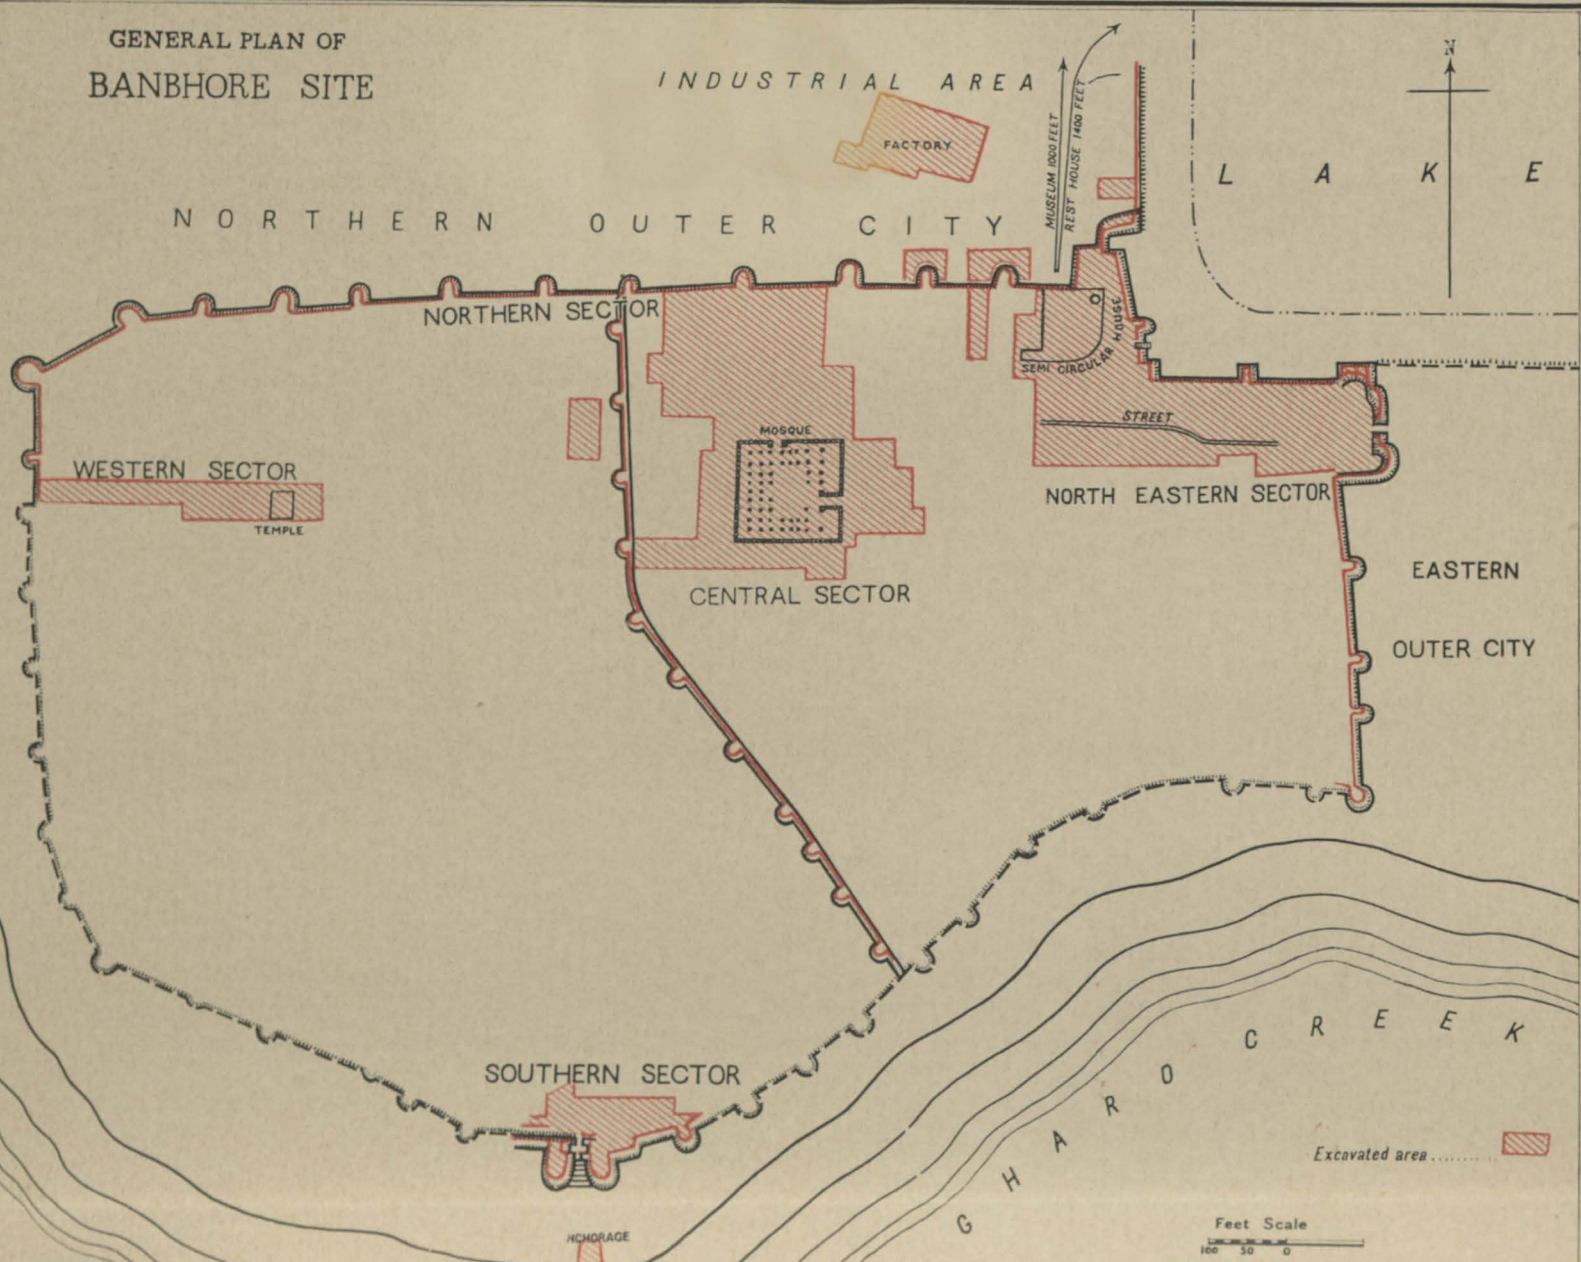 GENERAL PLAN OF
BANBHORE SITE
INDUSTRIAL AREA
FACTORY
MUSEUM 1000 FEET
REST HOUSE 1400 FEET
N
LAKE
NORTHERN OUTER CITY
NORTHERN SECTOR
SEMI CIRCULAR HOUSE
STREET
MOSQUE
WESTERN SECTOR
TEMPLE
NORTH EASTERN SECTOR
CENTRAL SECTOR
EASTERN
OUTER CITY
SOUTHERN SECTOR
GHARO CREEK
Excavated area..........
NCHORAGE
Feet Scale
100 50 0